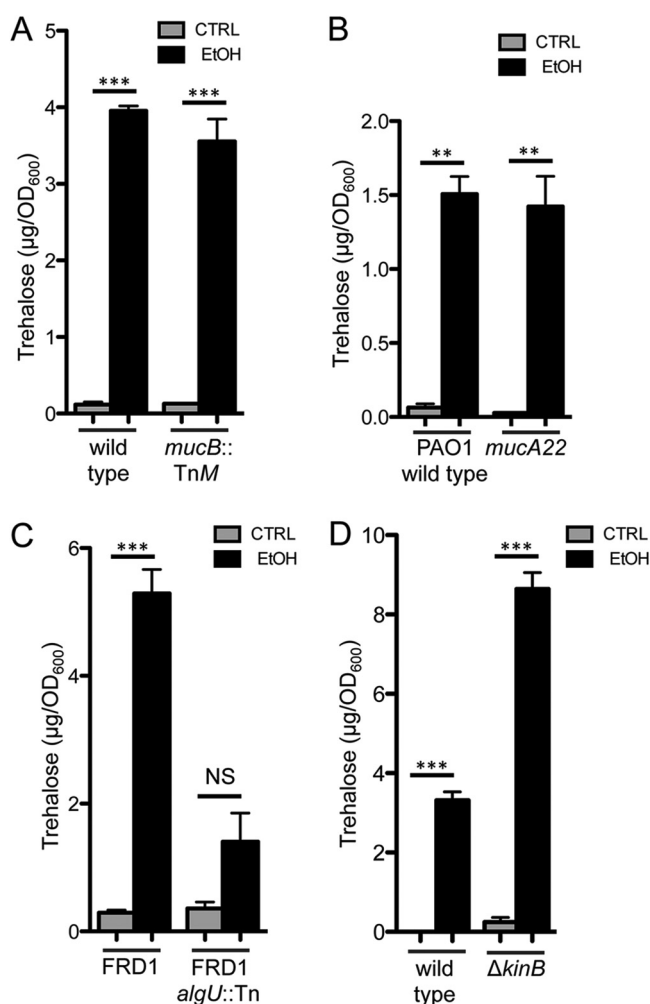 A
CTRL
EtOH
Trehalose (µg/OD600)
5
4
3
2
1
0
***
***
wild type
mucB::TnM
B
CTRL
EtOH
Trehalose (µg/OD600)
2.0
1.5
1.0
0.5
0.0
**
**
PAO1 wild type
mucA22
C
CTRL
EtOH
Trehalose (µg/OD600)
6
4
2
0
***
NS
FRD1
FRD1 algU::Tn
D
CTRL
EtOH
Trehalose (µg/OD600)
10
8
6
4
2
0
***
***
wild type
ΔkinB